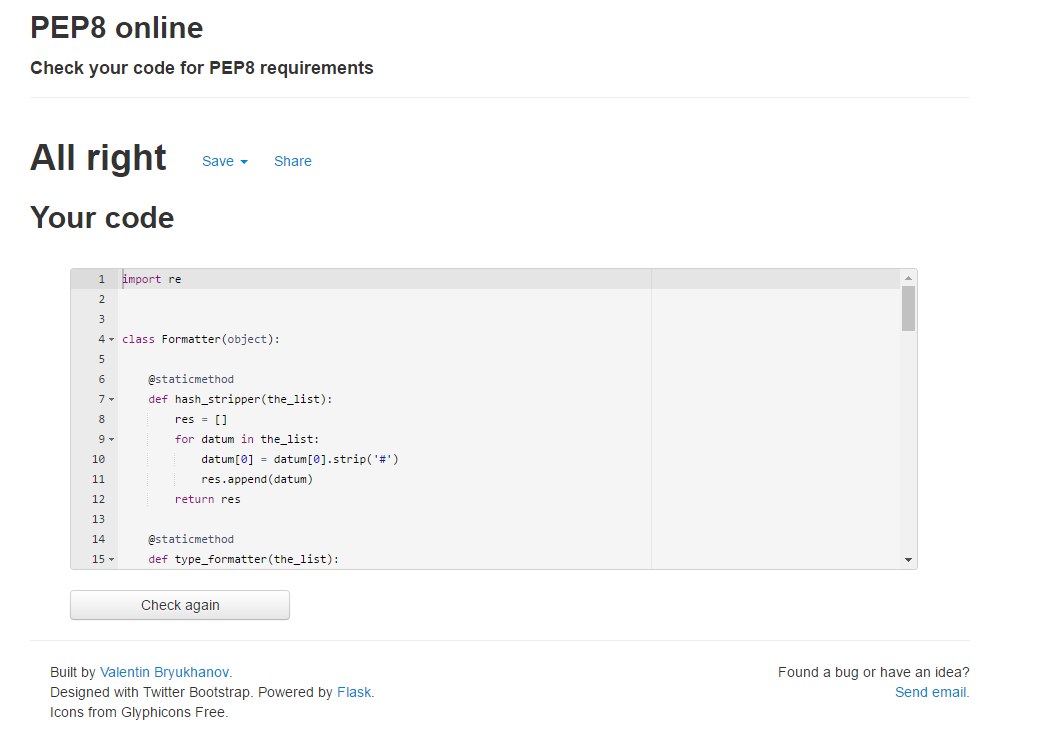 PEP8 online
Check your code for PEP8 requirements
All right Save Share
Your code
1 import re
2
3
4 class Formatter(object):
5
6     @staticmethod
7     def hash_stripper(the_list):
8         res = []
9         for datum in the_list:
10             datum[0] = datum[0].strip('#')
11             res.append(datum)
12         return res
13
14     @staticmethod
15     def type_formatter(the_list):
Check again
Built by Valentin Bryukhanov.
Designed with Twitter Bootstrap. Powered by Flask.
Icons from Glyphicons Free.
Found a bug or have an idea?
Send email.